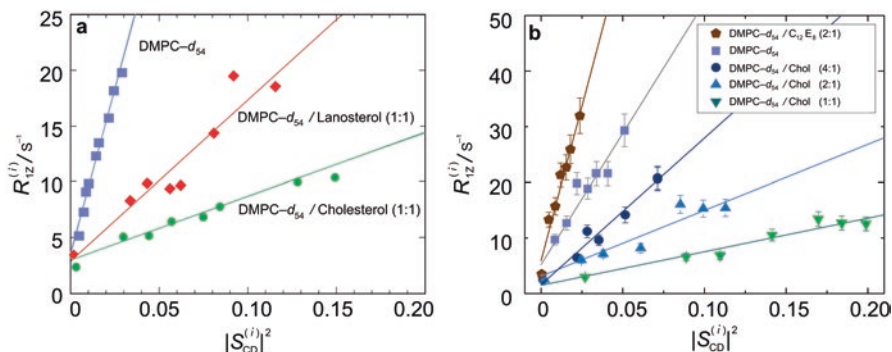 a
DMPC–d₅₄
DMPC–d₅₄ / Lanosterol (1:1)
DMPC–d₅₄ / Cholesterol (1:1)
R₁Z⁽ⁱ⁾ / s⁻¹
25
20
15
10
5
0
0 0.05 0.10 0.15 0.20
|S_CD⁽ⁱ⁾|²
b
DMPC–d₅₄ / C₁₂E₈ (2:1)
DMPC–d₅₄
DMPC–d₅₄ / Chol (4:1)
DMPC–d₅₄ / Chol (2:1)
DMPC–d₅₄ / Chol (1:1)
R₁Z⁽ⁱ⁾ / s⁻¹
50
40
30
20
10
0
0 0.05 0.10 0.15 0.20
|S_CD⁽ⁱ⁾|²